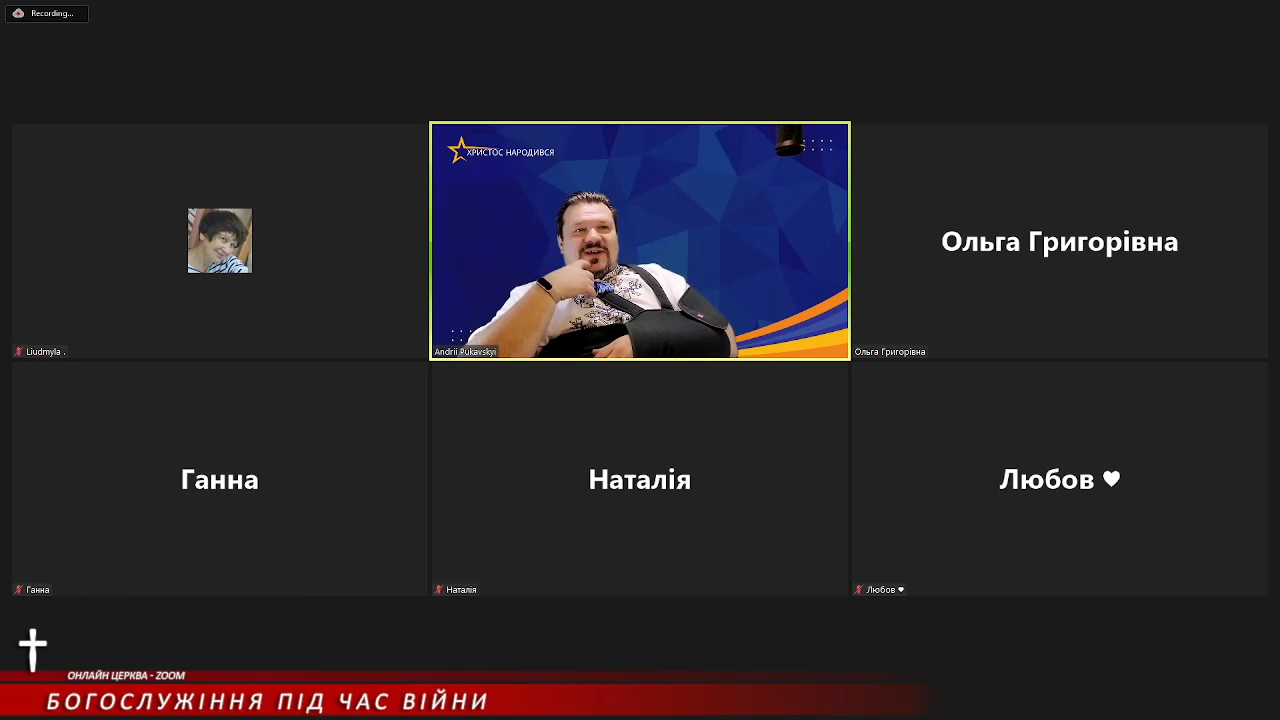 Recording...
ХРИСТОС НАРОДИВСЯ
Ольга Григорівна
Liudmyla .
Andrii Pukavskyi
Ольга Григорівна
Ганна
Наталія
Любов ♥
Ганна
Наталія
Любов ♥
ОНЛАЙН ЦЕРКВА - ZOOM
БОГОСЛУЖІННЯ ПІД ЧАС ВІЙНИ